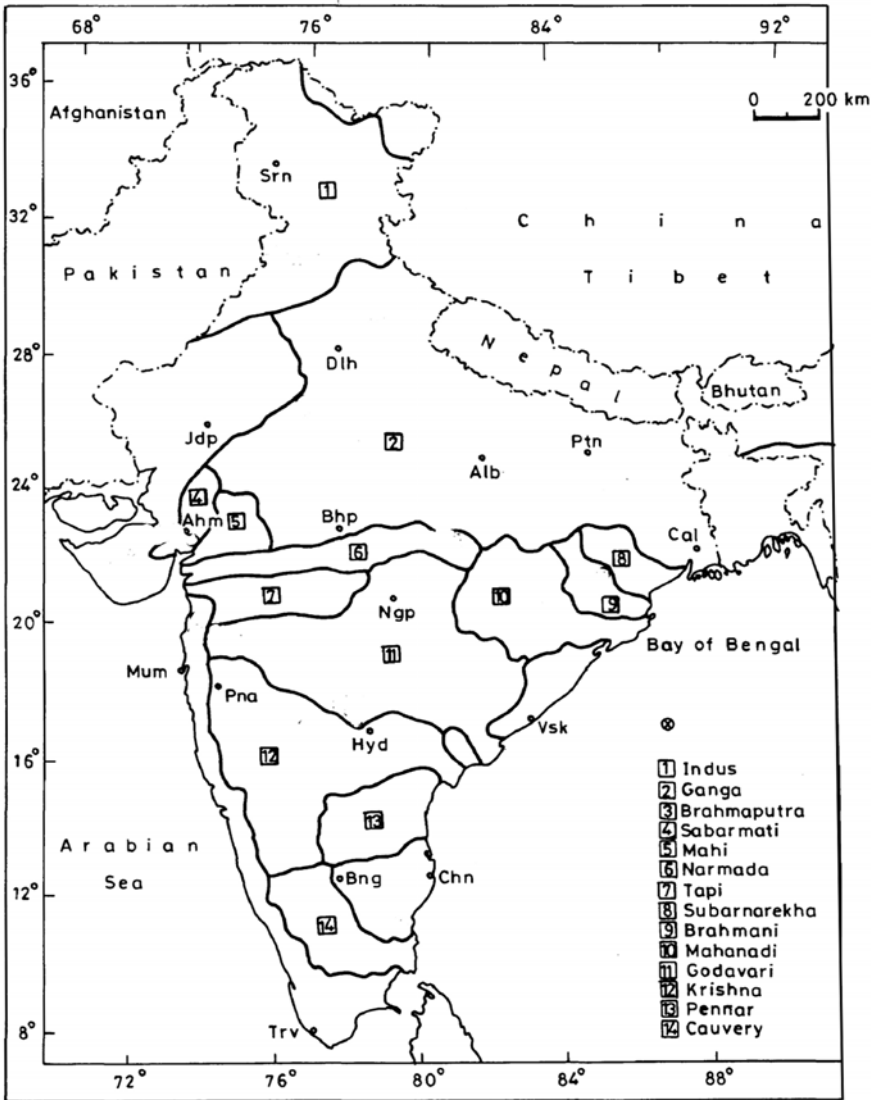 68° 76° 84° 92°
36°
Afghanistan
0 200 km
Srn
1
32°
China
Pakistan
Tibet
28°
Dlh
Nepal
Bhutan
Jdp
2
Ptn
Alb
24°
4
5
Ahm
Bhp
Cal
6
8
7
10
9
Ngp
20°
11
Bay of Bengal
Mum
Pna
Vsk
Hyd
16°
12
1 Indus
2 Ganga
3 Brahmaputra
4 Sabarmati
5 Mahi
6 Narmada
7 Tapi
8 Subarnarekha
9 Brahmani
10 Mahanadi
11 Godavari
12 Krishna
13 Pennar
14 Cauvery
13
Arabian
Sea
12°
Bng
Chn
14
8°
Trv
72° 76° 80° 84° 88°